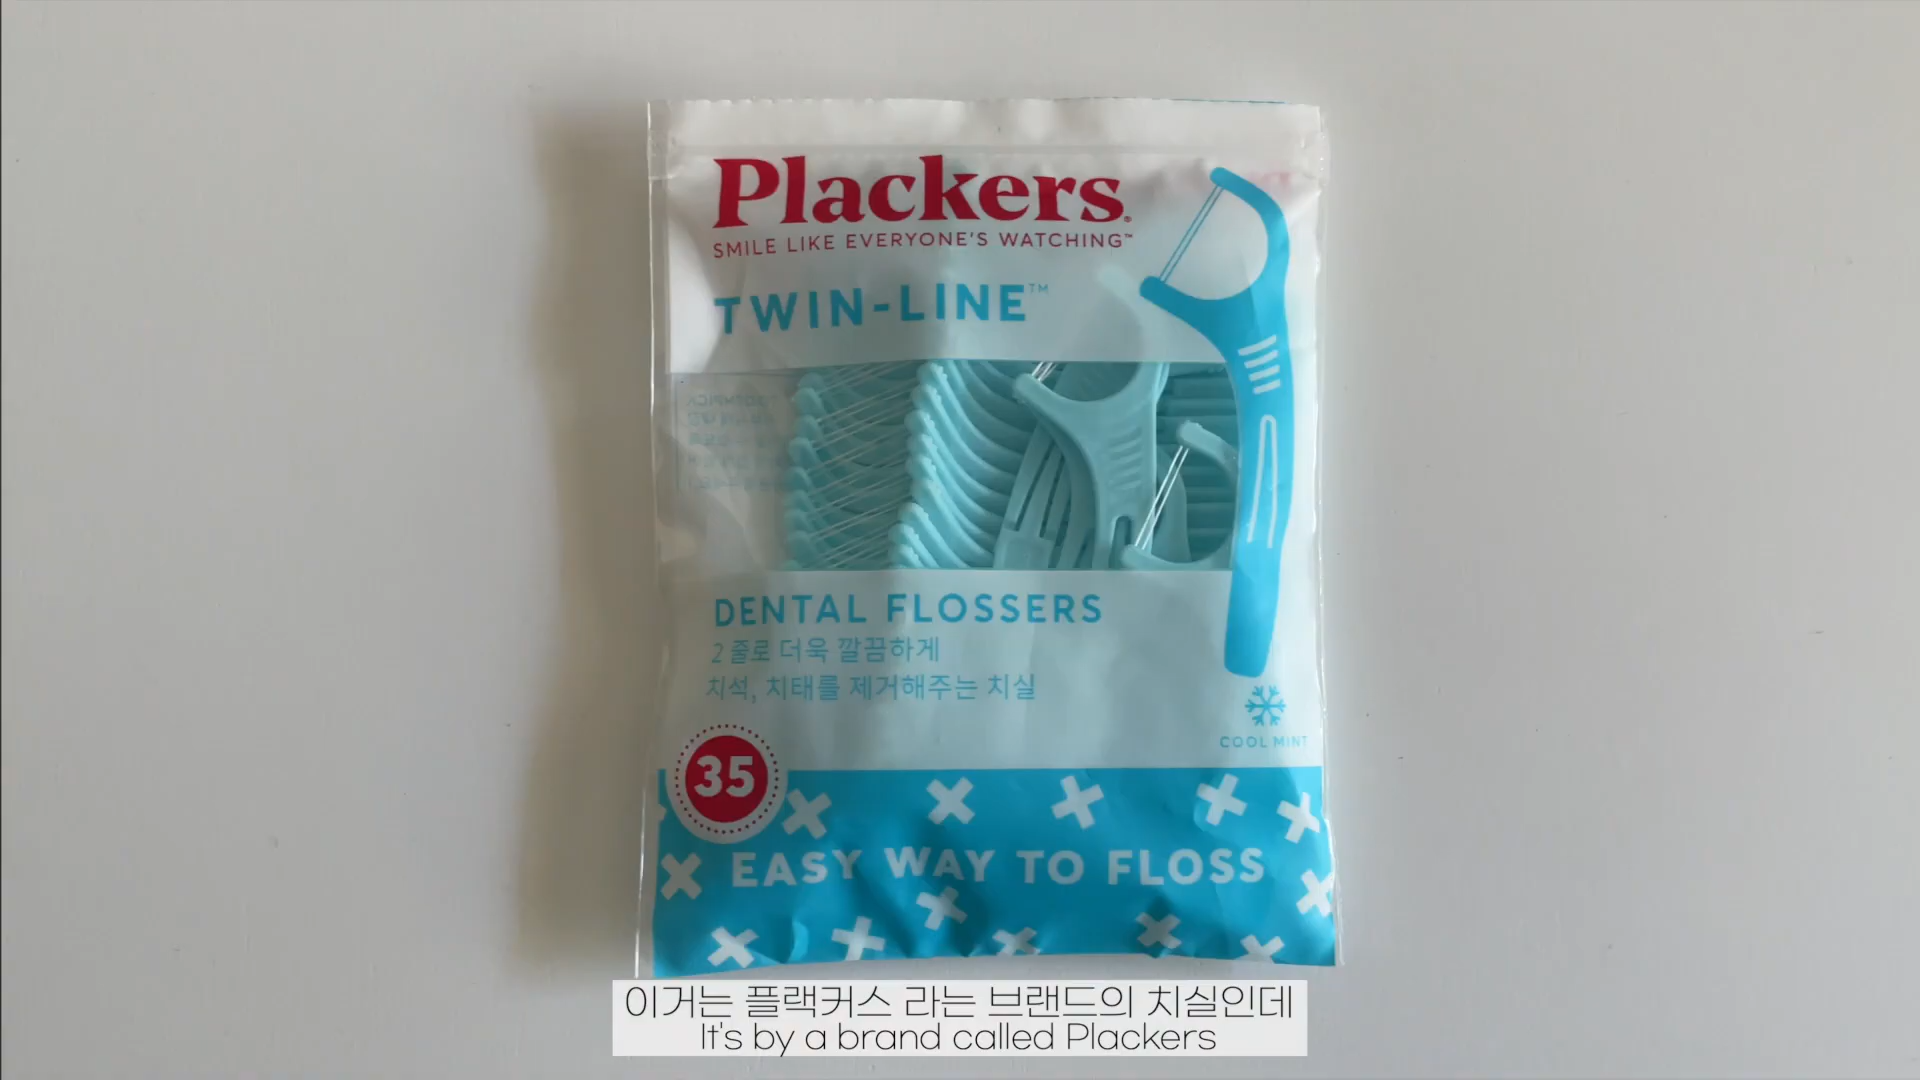 Plackers
SMILE LIKE EVERYONE'S WATCHING™
TWIN-LINE™
DENTAL FLOSSERS
2 줄로 더욱 깔끔하게
치석, 치태를 제거해주는 치실
COOL MINT
35
EASY WAY TO FLOSS
이거는 플랙커스 라는 브랜드의 치실인데
It's by a brand called Plackers